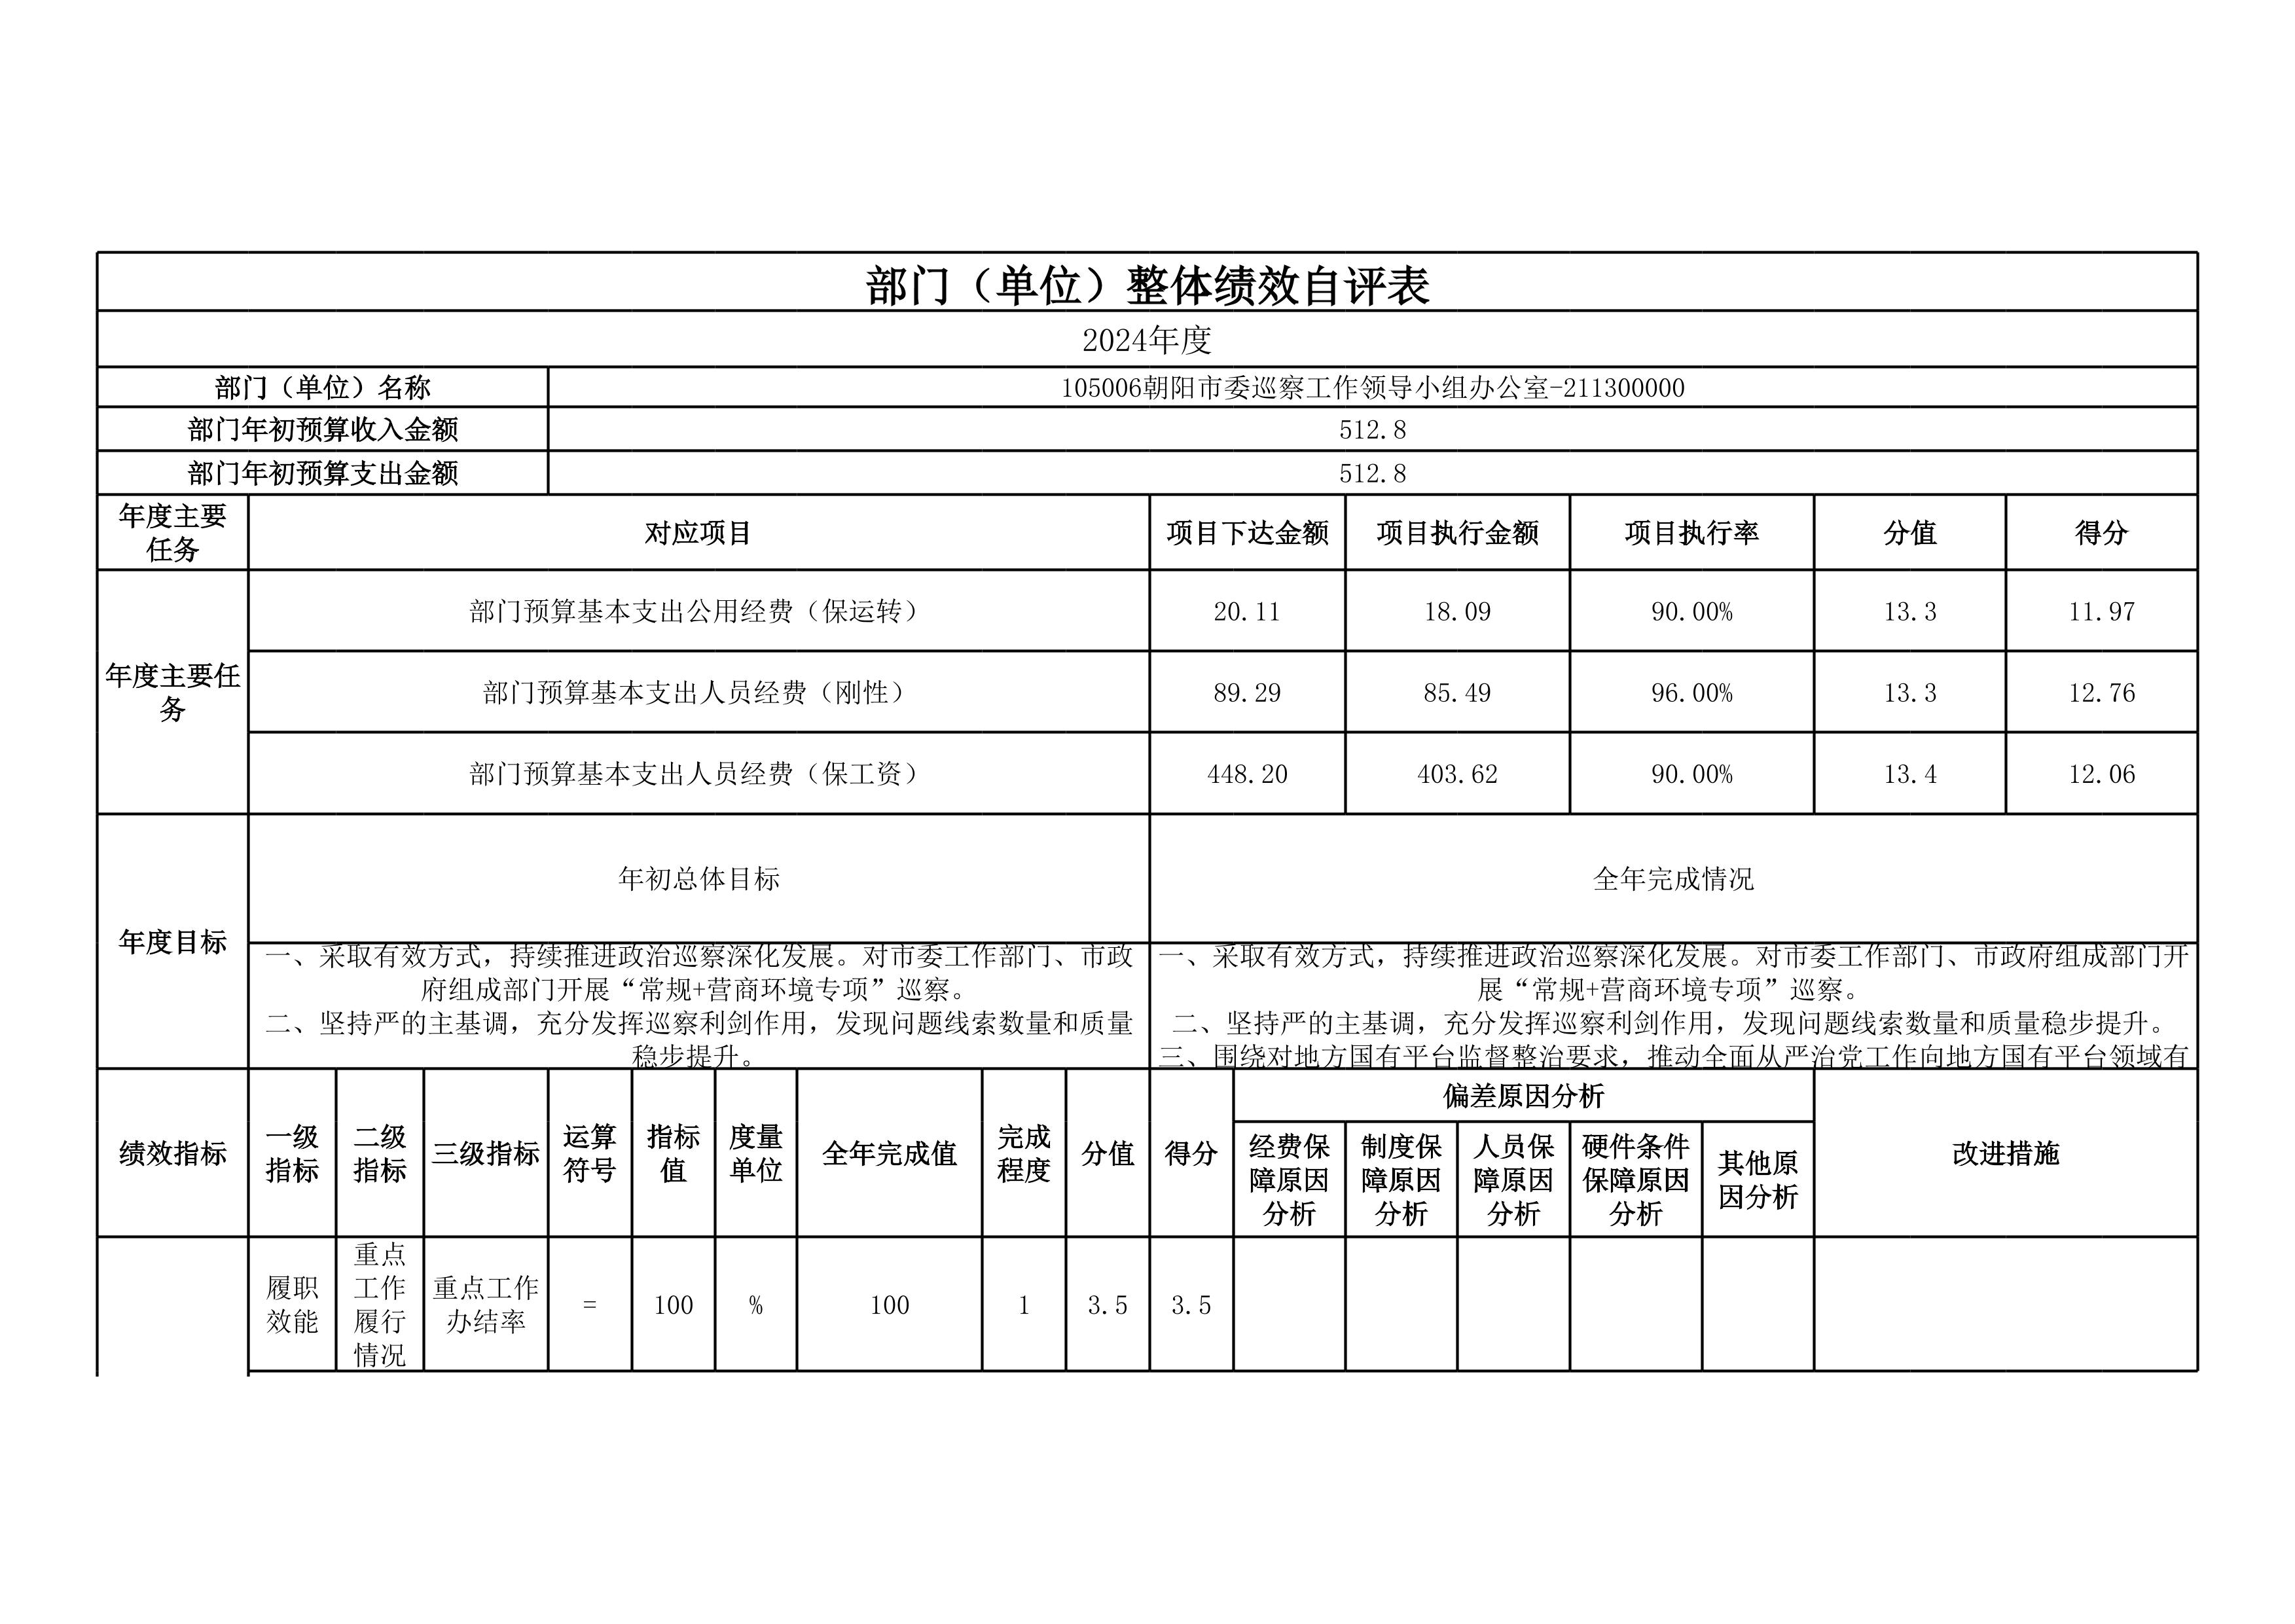 部门（单位）整体绩效自评表
2024年度
部门（单位）名称 105006朝阳市委巡察工作领导小组办公室-211300000
部门年初预算收入金额 512.8
部门年初预算支出金额 512.8
年度主要任务 对应项目 项目下达金额 项目执行金额 项目执行率 分值 得分
年度主要任务
部门预算基本支出公用经费（保运转） 20.11 18.09 90.00% 13.3 11.97
部门预算基本支出人员经费（刚性） 89.29 85.49 96.00% 13.3 12.76
部门预算基本支出人员经费（保工资） 448.20 403.62 90.00% 13.4 12.06
年度目标
年初总体目标 全年完成情况
一、采取有效方式，持续推进政治巡察深化发展。对市委工作部门、市政
府组成部门开展“常规+营商环境专项”巡察。
二、坚持严的主基调，充分发挥巡察利剑作用，发现问题线索数量和质量
稳步提升。
一、采取有效方式，持续推进政治巡察深化发展。对市委工作部门、市政府组成部门开
展“常规+营商环境专项”巡察。
二、坚持严的主基调，充分发挥巡察利剑作用，发现问题线索数量和质量稳步提升。
三、围绕对地方国有平台监督整治要求，推动全面从严治党工作向地方国有平台领域有
绩效指标 一级指标 二级指标 三级指标 运算符号 指标值 度量单位 全年完成值 完成程度 分值 得分 偏差原因分析 改进措施
经费保障原因分析 制度保障原因分析 人员保障原因分析 硬件条件保障原因分析 其他原因分析
履职效能 重点工作履行情况 重点工作办结率 = 100 % 100 1 3.5 3.5